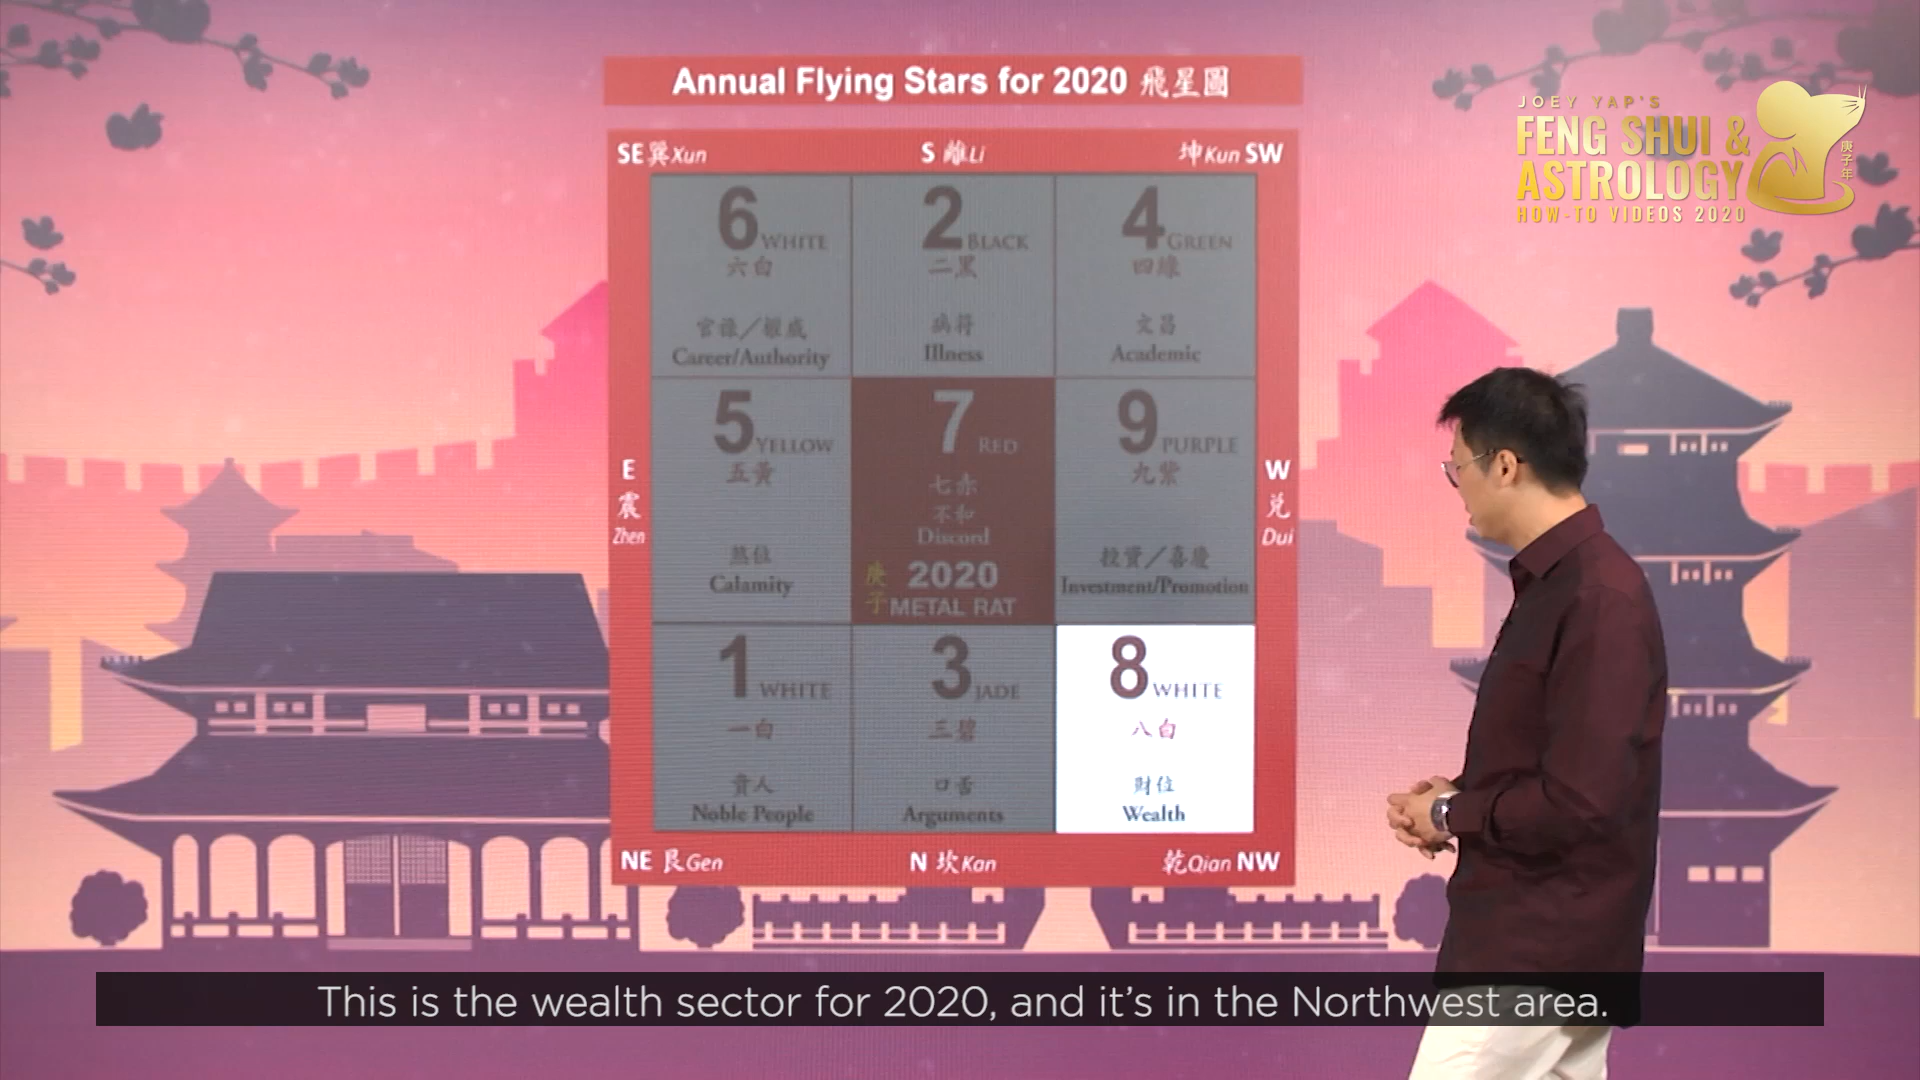 Annual Flying Stars for 2020 飛星圖
JOEY YAP'S
FENG SHUI &
ASTROLOGY
HOW-TO VIDEOS 2020
庚子年
SE 巽 Xun
S 離 Li
坤 Kun SW
6 WHITE
六白
官祿／權威
Career/Authority
2 BLACK
二黑
病符
Illness
4 GREEN
四綠
文昌
Academic
E
震
Zhen
5 YELLOW
五黃
煞位
Calamity
7 RED
七赤
不和
Discord
庚子
2020
METAL RAT
9 PURPLE
九紫
投資／喜慶
Investment/Promotion
W
兌
Dui
1 WHITE
一白
貴人
Noble People
3 JADE
三碧
口舌
Arguments
8 WHITE
八白
財位
Wealth
NE 艮 Gen
N 坎 Kan
乾 Qian NW
This is the wealth sector for 2020, and it's in the Northwest area.